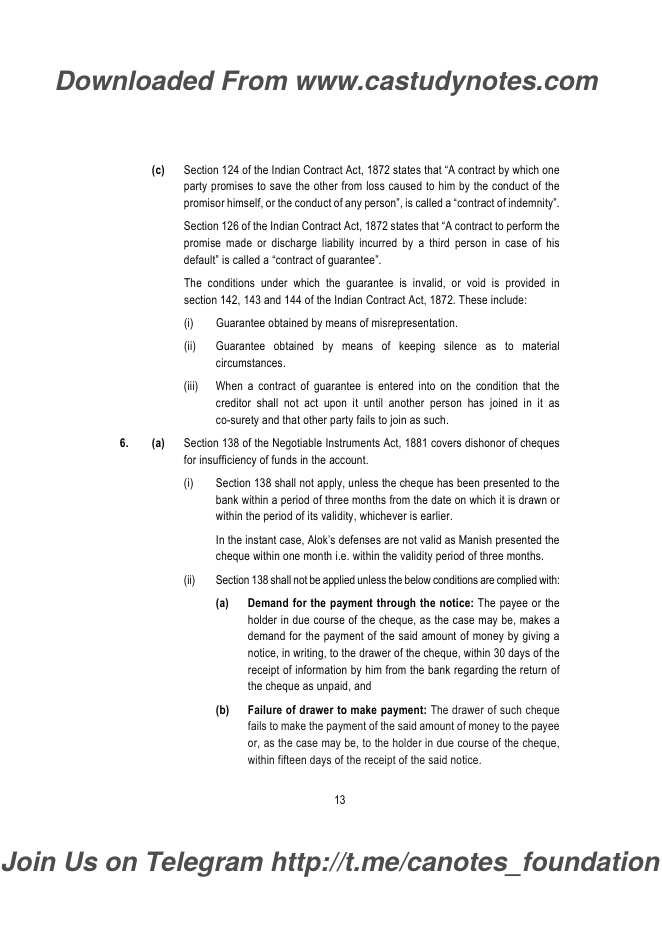 Downloaded From www.castudynotes.com
(c) Section 124 of the Indian Contract Act, 1872 states that “A contract by which one
party promises to save the other from loss caused to him by the conduct of the
promisor himself, or the conduct of any person”, is called a “contract of indemnity”.
Section 126 of the Indian Contract Act, 1872 states that “A contract to perform the
promise made or discharge liability incurred by a third person in case of his
default” is called a “contract of guarantee”.
The conditions under which the guarantee is invalid, or void is provided in
section 142, 143 and 144 of the Indian Contract Act, 1872. These include:
(i) Guarantee obtained by means of misrepresentation.
(ii) Guarantee obtained by means of keeping silence as to material
circumstances.
(iii) When a contract of guarantee is entered into on the condition that the
creditor shall not act upon it until another person has joined in it as
co-surety and that other party fails to join as such.
6. (a) Section 138 of the Negotiable Instruments Act, 1881 covers dishonor of cheques
for insufficiency of funds in the account.
(i) Section 138 shall not apply, unless the cheque has been presented to the
bank within a period of three months from the date on which it is drawn or
within the period of its validity, whichever is earlier.
In the instant case, Alok’s defenses are not valid as Manish presented the
cheque within one month i.e. within the validity period of three months.
(ii) Section 138 shall not be applied unless the below conditions are complied with:
(a) Demand for the payment through the notice: The payee or the
holder in due course of the cheque, as the case may be, makes a
demand for the payment of the said amount of money by giving a
notice, in writing, to the drawer of the cheque, within 30 days of the
receipt of information by him from the bank regarding the return of
the cheque as unpaid, and
(b) Failure of drawer to make payment: The drawer of such cheque
fails to make the payment of the said amount of money to the payee
or, as the case may be, to the holder in due course of the cheque,
within fifteen days of the receipt of the said notice.
13
Join Us on Telegram http://t.me/canotes_foundation